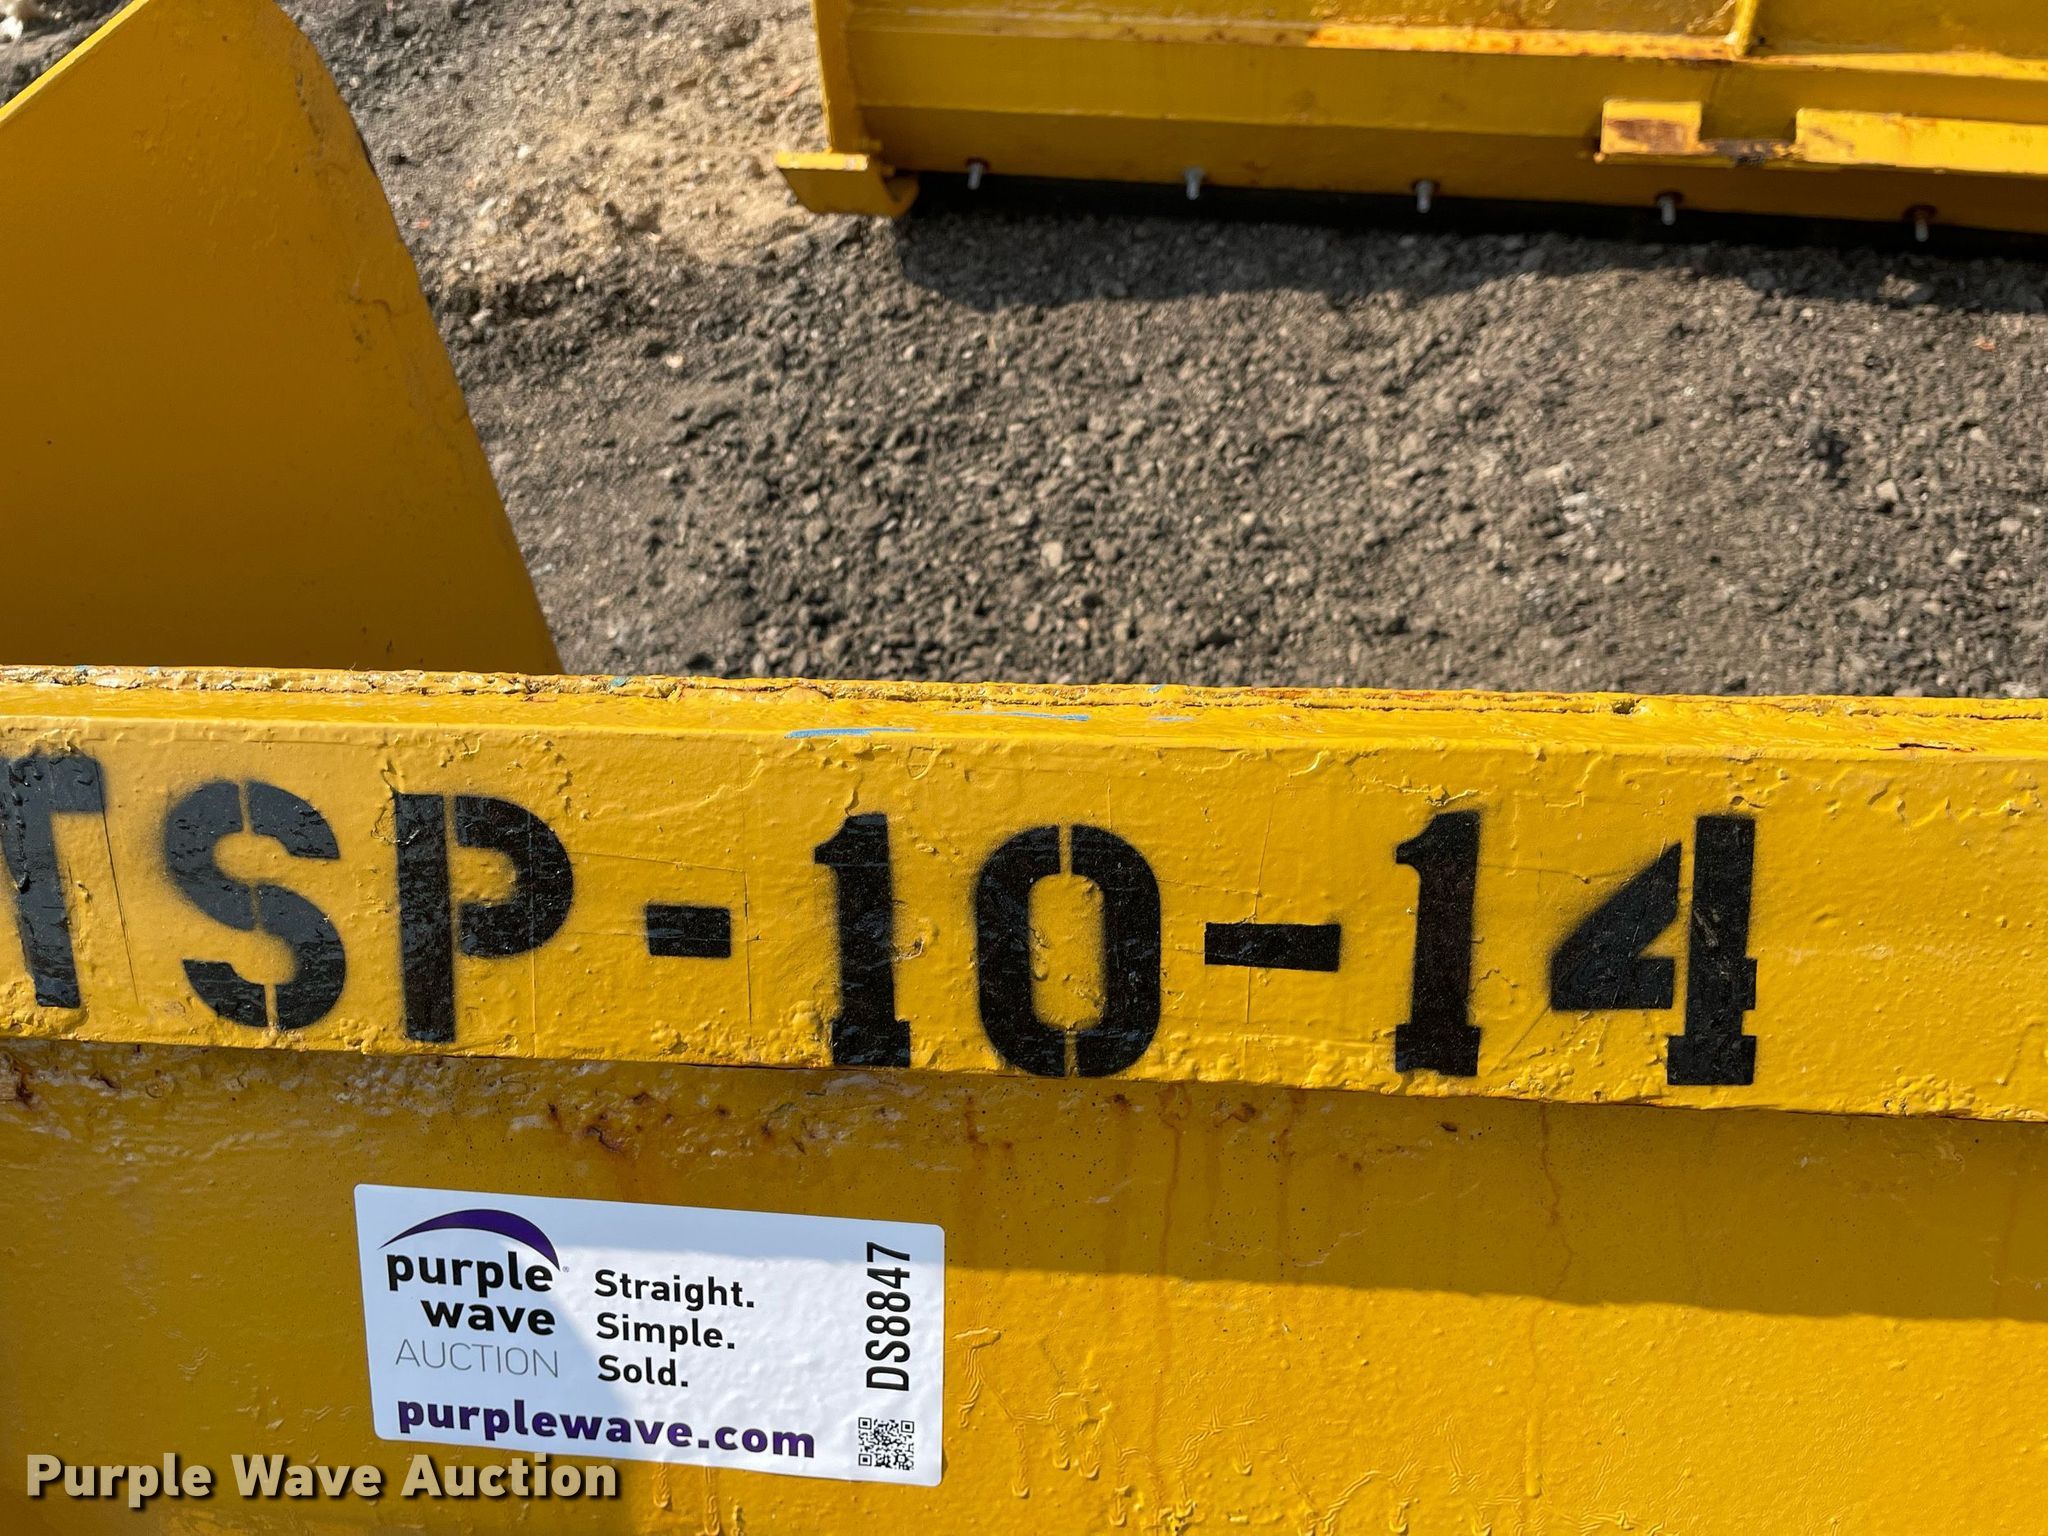 TSP-10-14
purple
wave
AUCTION
Straight.
Simple.
Sold.
DS8847
purplewave.com
Purple Wave Auction